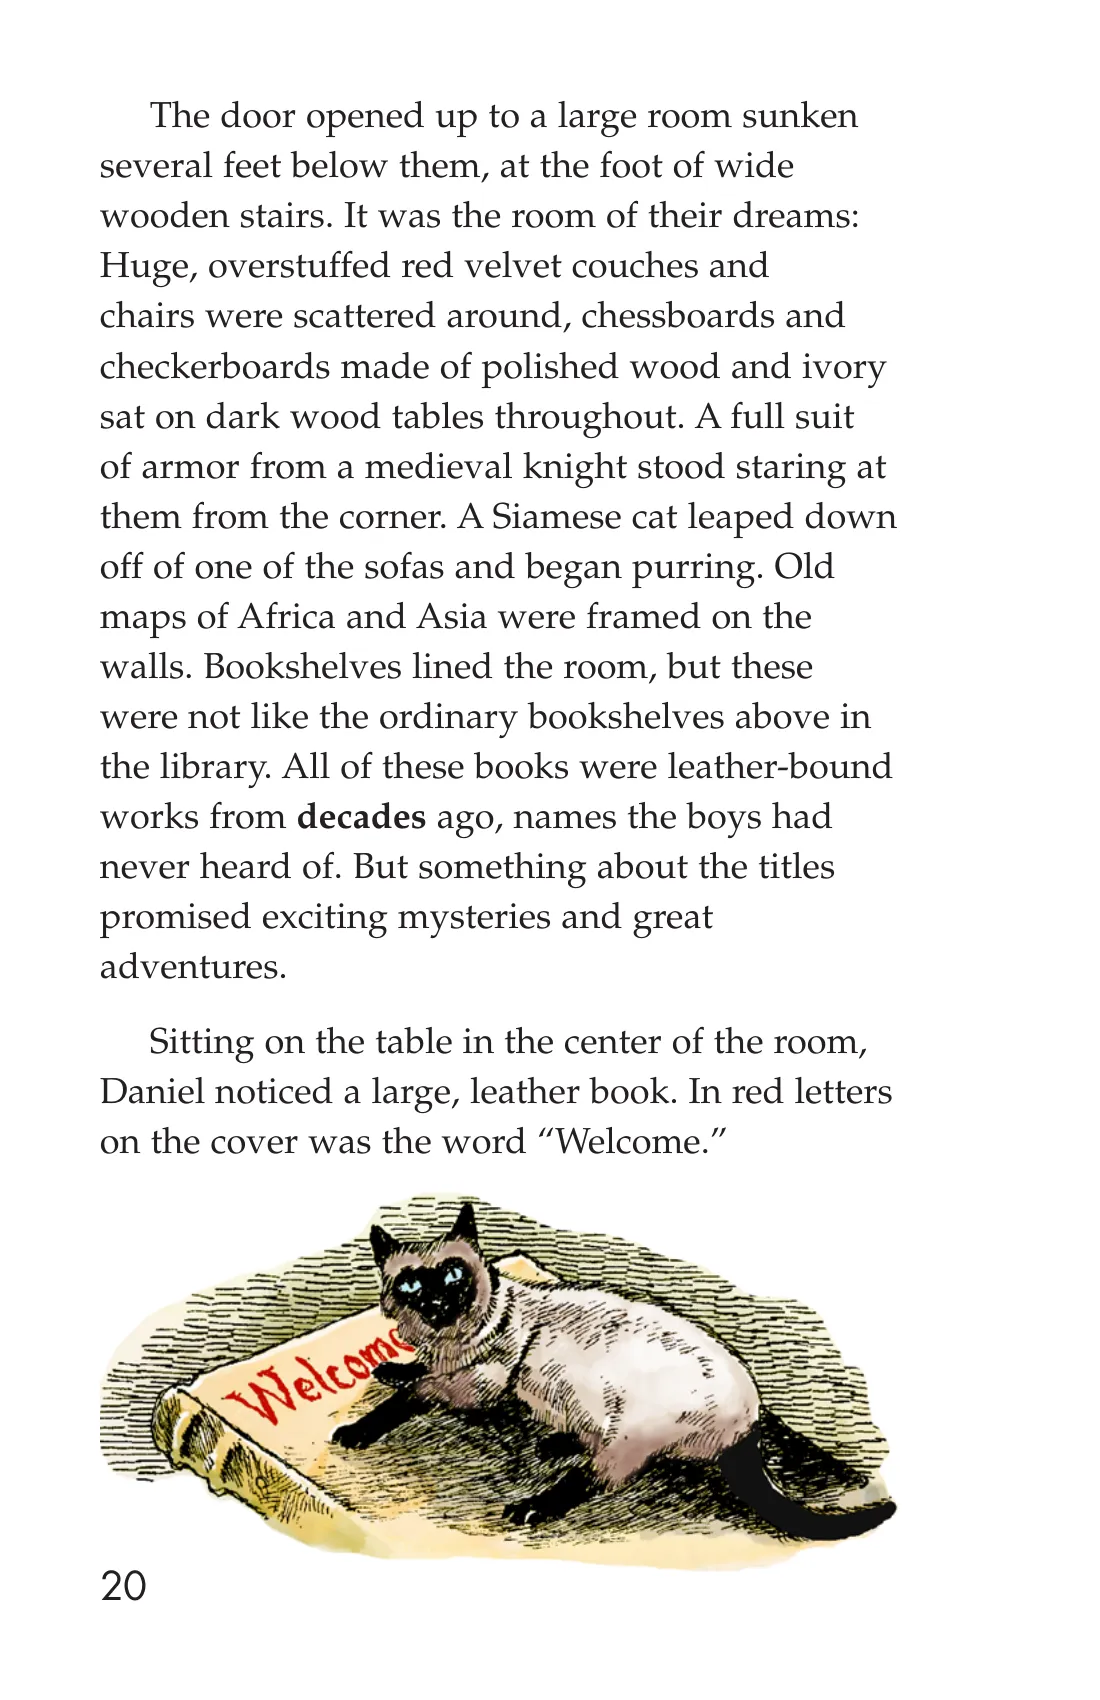 The door opened up to a large room sunken
several feet below them, at the foot of wide
wooden stairs. It was the room of their dreams:
Huge, overstuffed red velvet couches and
chairs were scattered around, chessboards and
checkerboards made of polished wood and ivory
sat on dark wood tables throughout. A full suit
of armor from a medieval knight stood staring at
them from the corner. A Siamese cat leaped down
off of one of the sofas and began purring. Old
maps of Africa and Asia were framed on the
walls. Bookshelves lined the room, but these
were not like the ordinary bookshelves above in
the library. All of these books were leather-bound
works from decades ago, names the boys had
never heard of. But something about the titles
promised exciting mysteries and great
adventures.
Sitting on the table in the center of the room,
Daniel noticed a large, leather book. In red letters
on the cover was the word “Welcome.”
Welcome
20